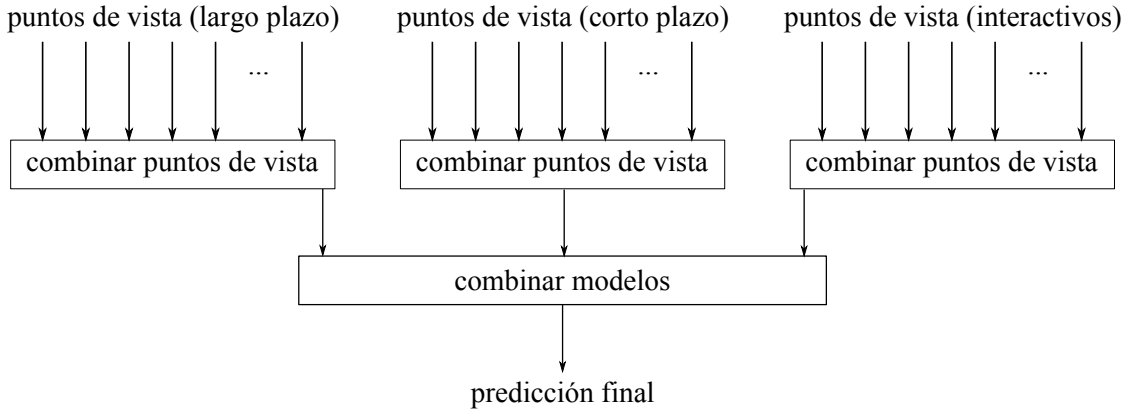 puntos de vista (largo plazo) puntos de vista (corto plazo) puntos de vista (interactivos)
... ... ...
combinar puntos de vista combinar puntos de vista combinar puntos de vista
combinar modelos
predicción final